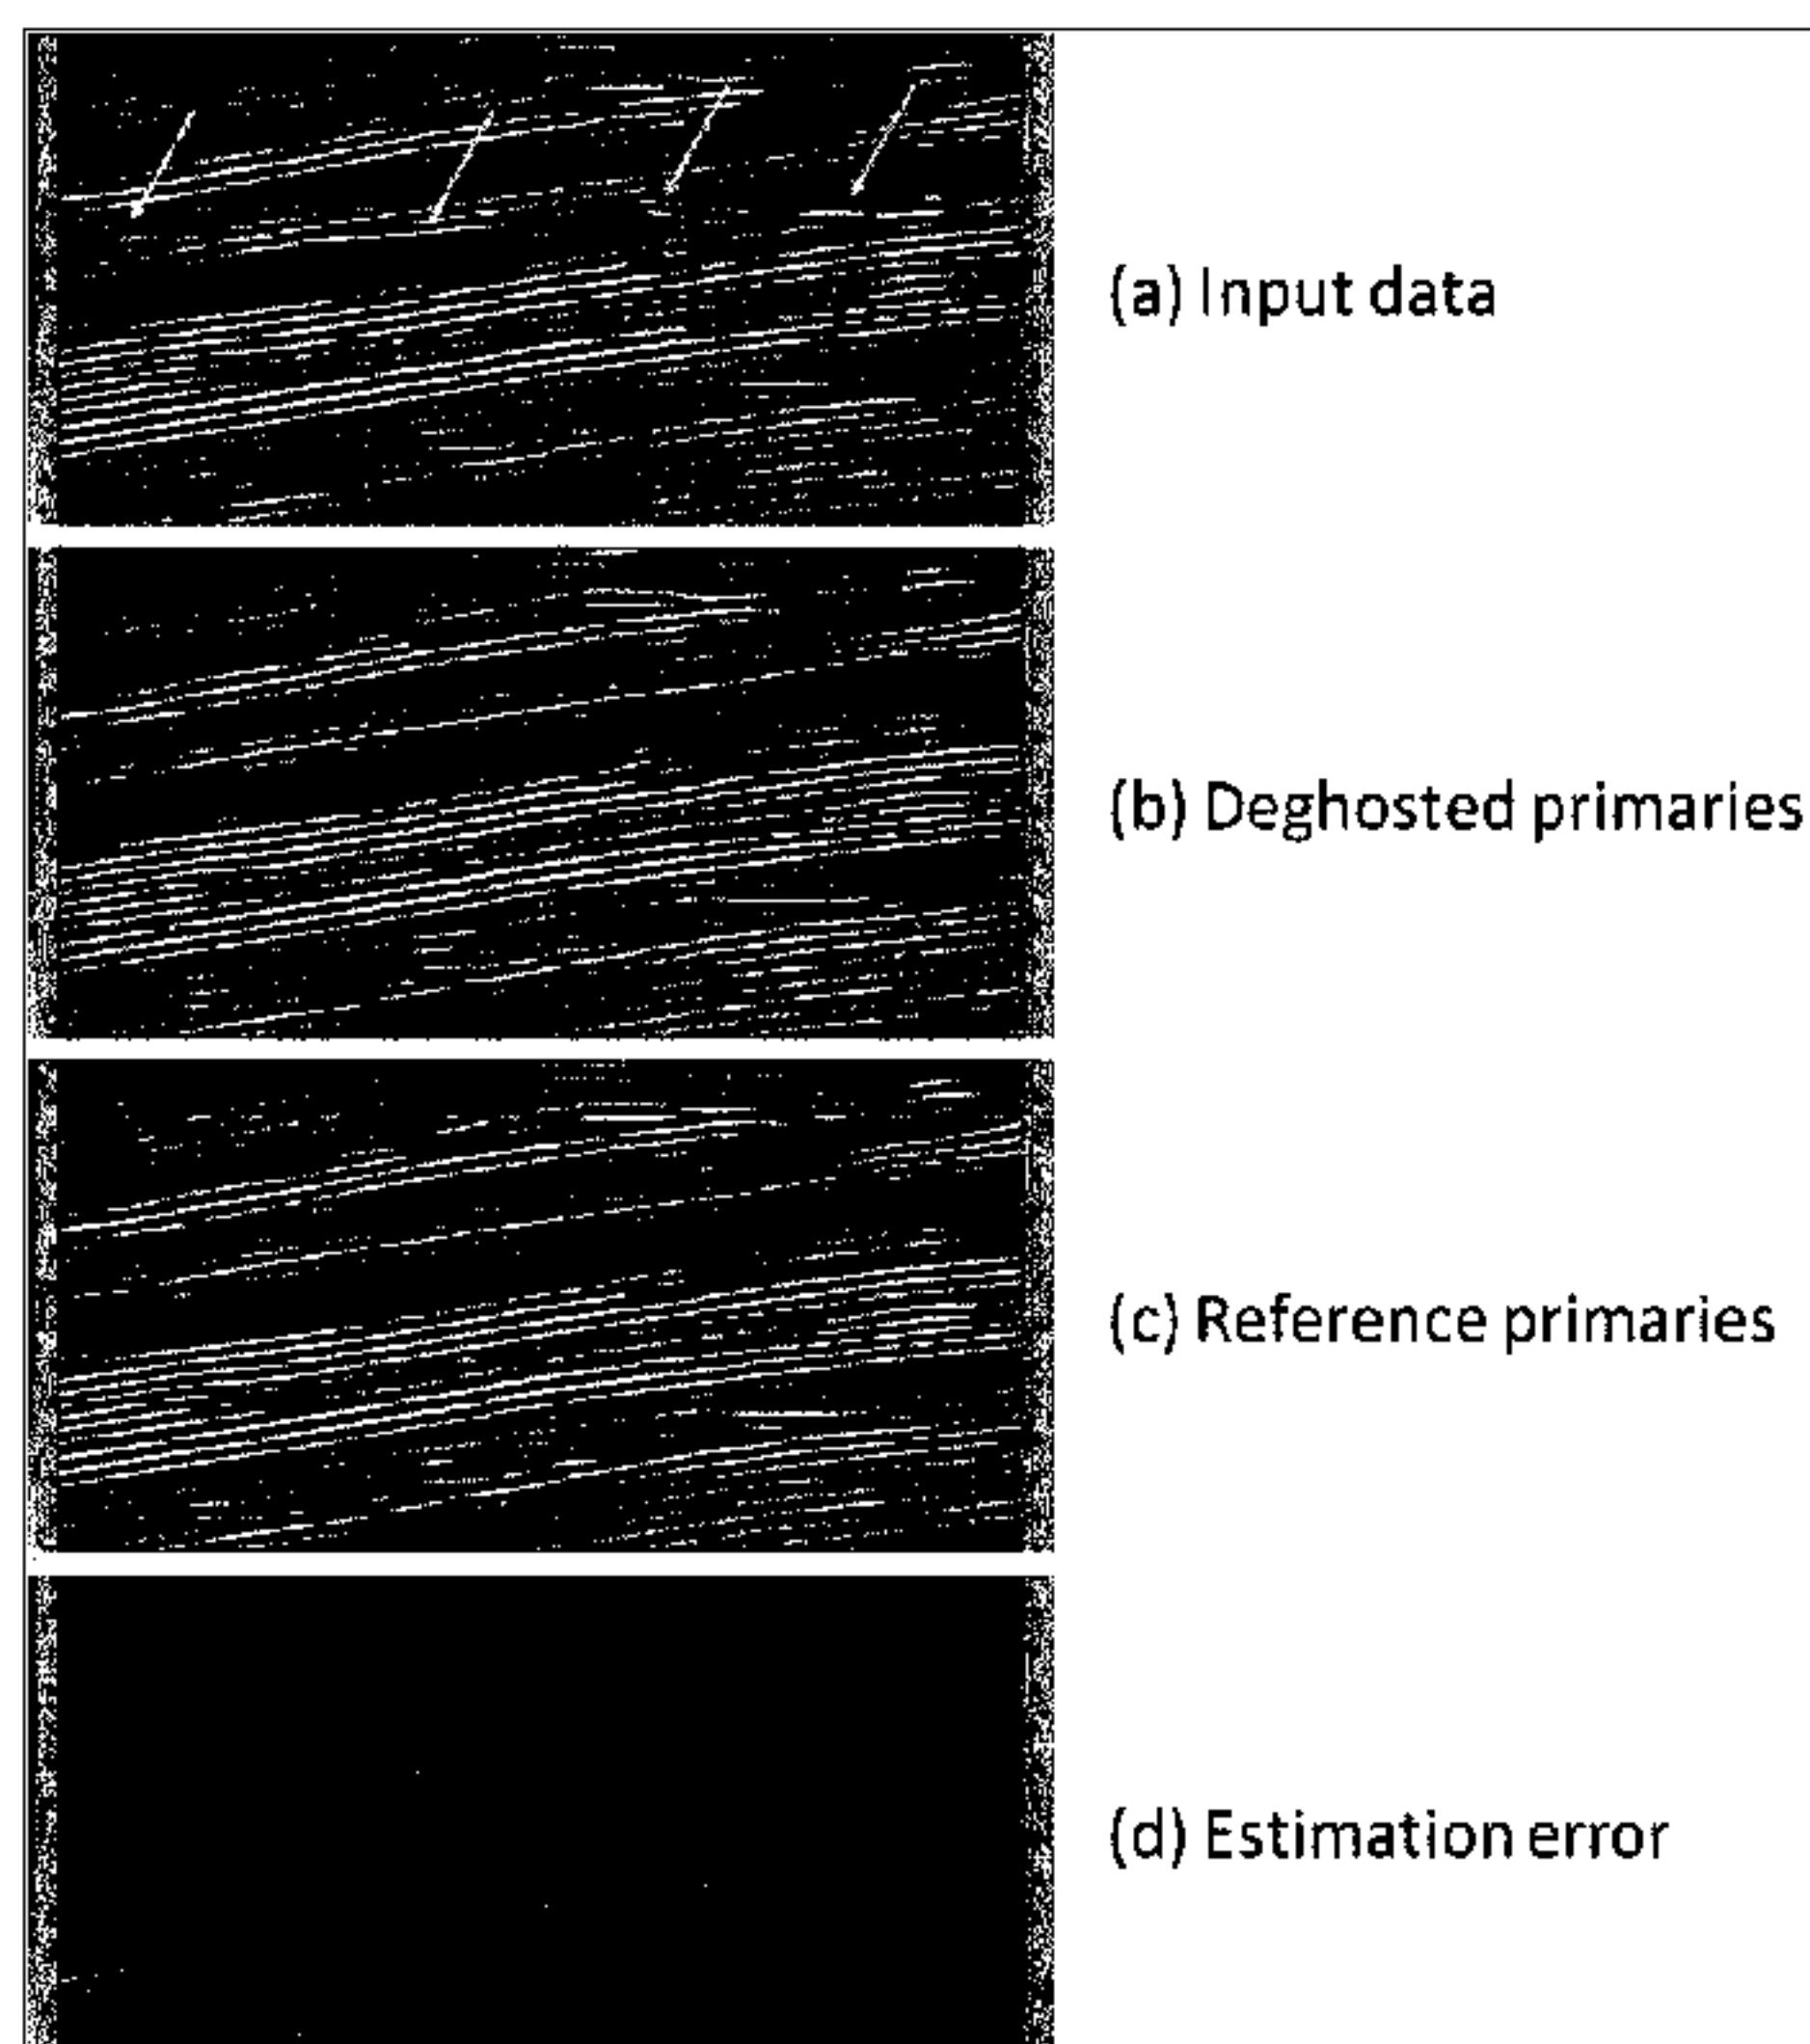 (a) Input data
(b) Deghosted primaries
(c) Reference primaries
(d) Estimation error